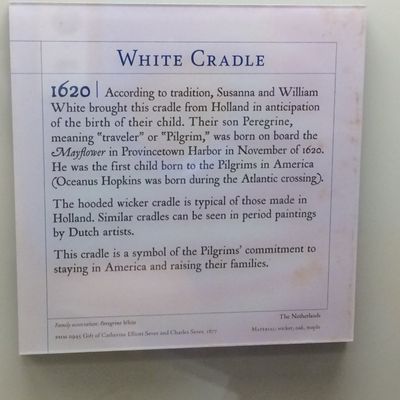 WHITE CRADLE
1620 | According to tradition, Susanna and William
White brought this cradle from Holland in anticipation
of the birth of their child. Their son Peregrine,
meaning "traveler" or "Pilgrim," was born on board the
Mayflower in Provincetown Harbor in November of 1620.
He was the first child born to the Pilgrims in America
(Oceanus Hopkins was born during the Atlantic crossing).
The hooded wicker cradle is typical of those made in
Holland. Similar cradles can be seen in period paintings
by Dutch artists.
This cradle is a symbol of the Pilgrims' commitment to
staying in America and raising their families.
Family association: Peregrine White
PHM 0945 Gift of Catherine Elliott Sever and Charles Sever, 1877
The Netherlands
Material: wicker, oak, maple